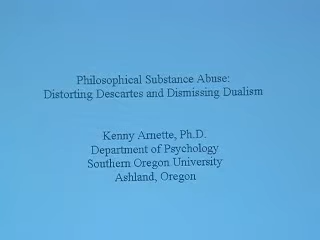 Philosophical Substance Abuse:
Distorting Descartes and Dismissing Dualism
Kenny Arnette, Ph.D.
Department of Psychology
Southern Oregon University
Ashland, Oregon